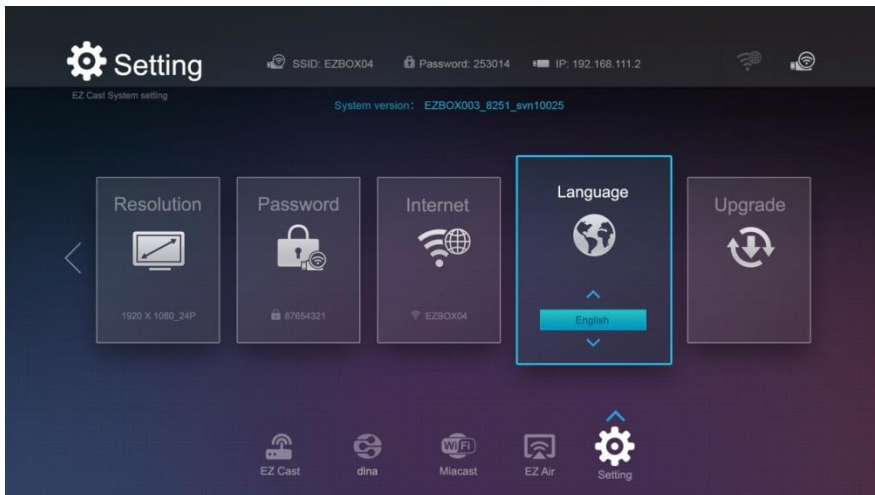 Setting
SSID: EZBOX04 Password: 253014 IP: 192.168.111.2
EZ Cast System setting
System version: EZBOX003_8251_svn10025
Resolution Password Internet Language Upgrade
1920 X 1080_24P 87654321 EZBOX04 English
WiFi
EZ Cast dlna Miacast EZ Air Setting